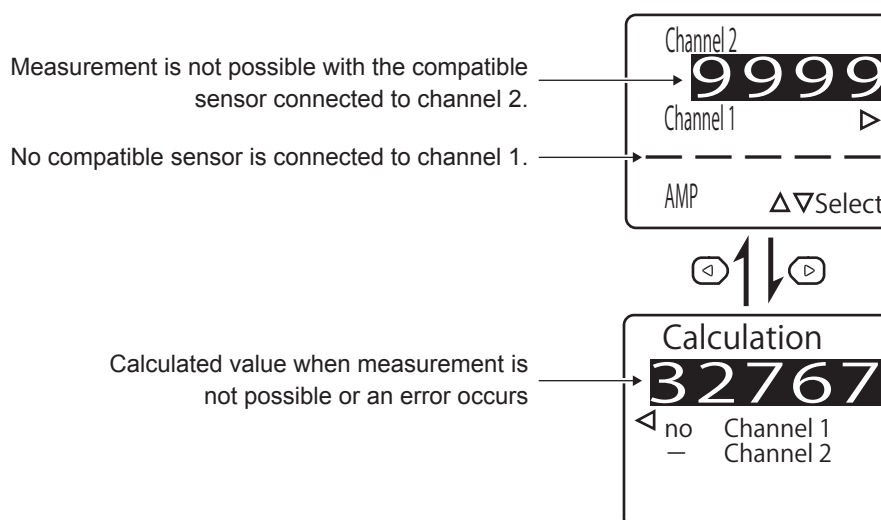 Measurement is not possible with the compatible
sensor connected to channel 2.
No compatible sensor is connected to channel 1.
Channel 2
9999
Channel 1
— — — — —
AMP △▽Select
Calculated value when measurement is
not possible or an error occurs
Calculation
32767
no Channel 1
— Channel 2